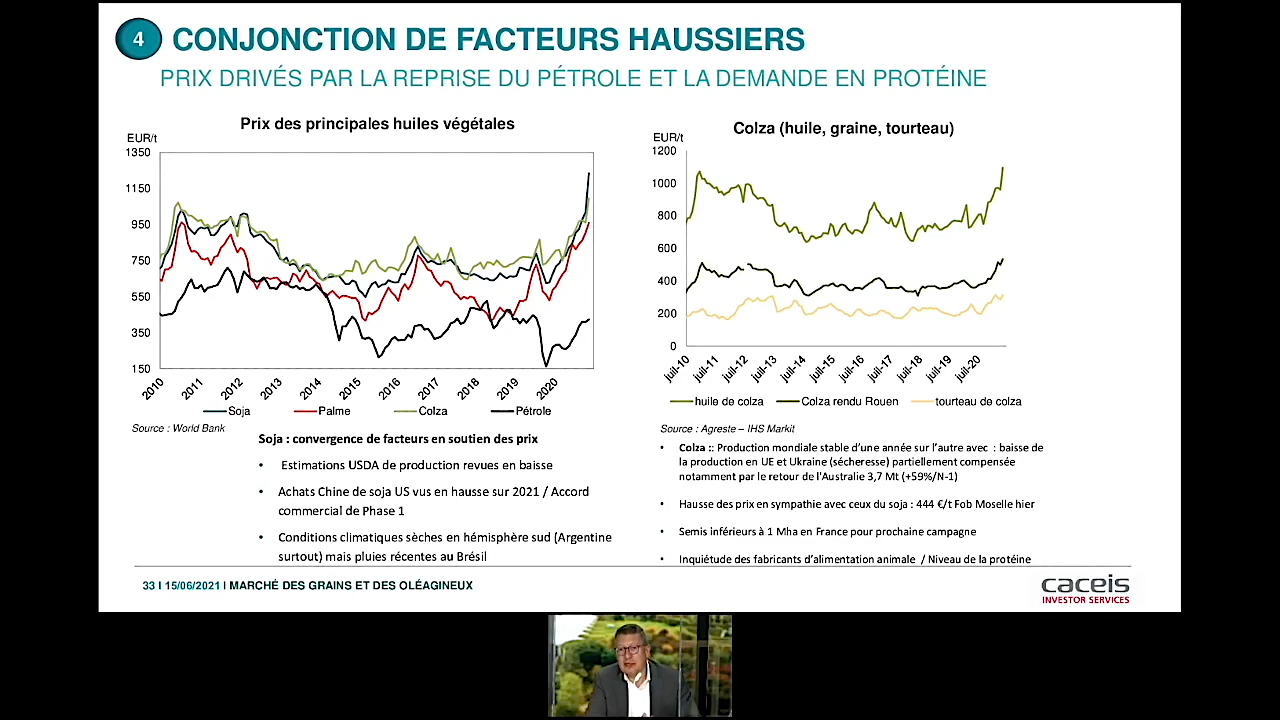 4 CONJONCTION DE FACTEURS HAUSSIERS
PRIX DRIVÉS PAR LA REPRISE DU PÉTROLE ET LA DEMANDE EN PROTÉINE
Prix des principales huiles végétales
EUR/t
1350
1150
950
750
550
350
150
2010 2011 2012 2013 2014 2015 2016 2017 2018 2019 2020
Soja Palme Colza Pétrole
Source : World Bank
Soja : convergence de facteurs en soutien des prix
• Estimations USDA de production revues en baisse
• Achats Chine de soja US vus en hausse sur 2021 / Accord
commercial de Phase 1
• Conditions climatiques sèches en hémisphère sud (Argentine
surtout) mais pluies récentes au Brésil
Colza (huile, graine, tourteau)
EUR/t
1200
1000
800
600
400
200
0
juil-10 juil-11 juil-12 juil-13 juil-14 juil-15 juil-16 juil-17 juil-18 juil-19 juil-20
huile de colza Colza rendu Rouen tourteau de colza
Source : Agreste – IHS Markit
• Colza :: Production mondiale stable d'une année sur l'autre avec : baisse de
la production en UE et Ukraine (sécheresse) partiellement compensée
notamment par le retour de l'Australie 3,7 Mt (+59%/N-1)
• Hausse des prix en sympathie avec ceux du soja : 444 €/t Fob Moselle hier
• Semis inférieurs à 1 Mha en France pour prochaine campagne
• Inquiétude des fabricants d'alimentation animale / Niveau de la protéine
33 I 15/06/2021 I MARCHÉ DES GRAINS ET DES OLÉAGINEUX
caceis
INVESTOR SERVICES